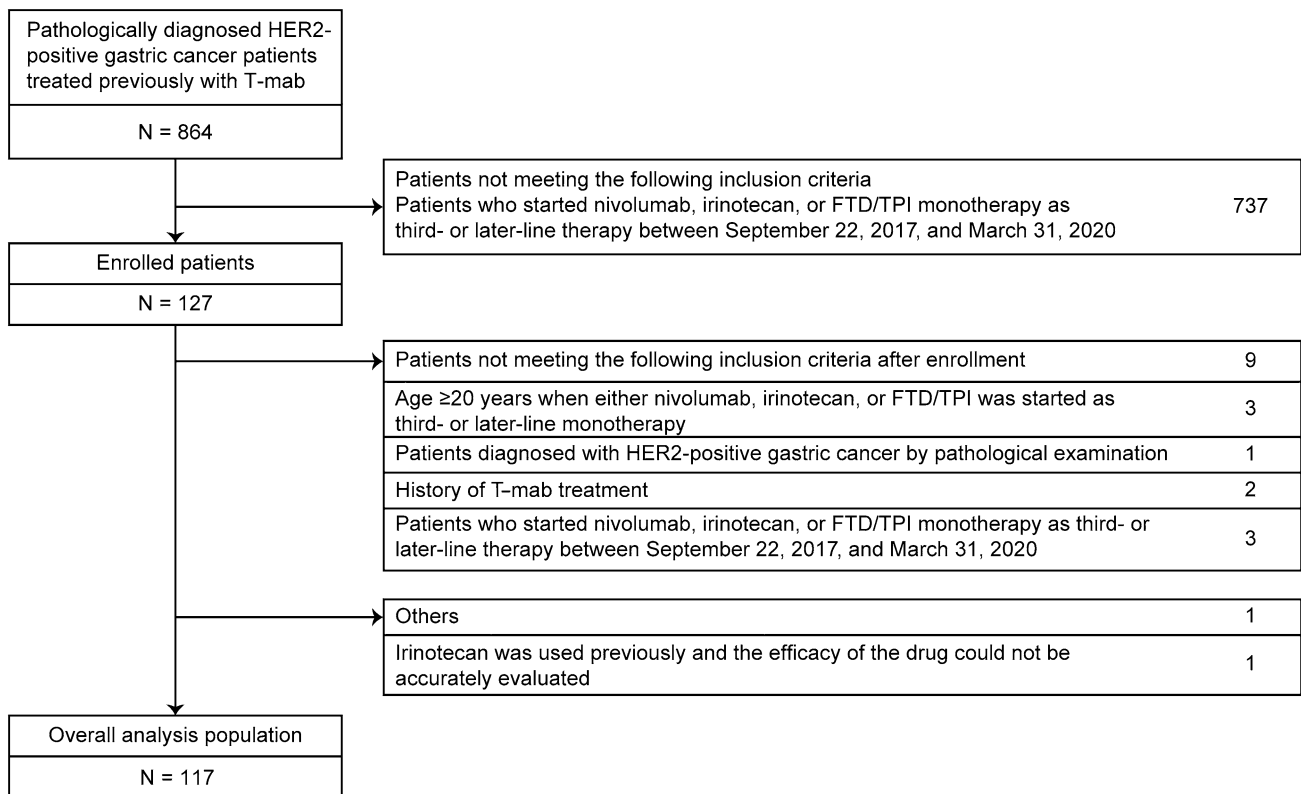 Pathologically diagnosed HER2-
positive gastric cancer patients
treated previously with T-mab
N = 864
Patients not meeting the following inclusion criteria
Patients who started nivolumab, irinotecan, or FTD/TPI monotherapy as
third- or later-line therapy between September 22, 2017, and March 31, 2020
737
Enrolled patients
N = 127
Patients not meeting the following inclusion criteria after enrollment
9
Age ≥20 years when either nivolumab, irinotecan, or FTD/TPI was started as
third- or later-line monotherapy
3
Patients diagnosed with HER2-positive gastric cancer by pathological examination
1
History of T–mab treatment
2
Patients who started nivolumab, irinotecan, or FTD/TPI monotherapy as third- or
later-line therapy between September 22, 2017, and March 31, 2020
3
Others
1
Irinotecan was used previously and the efficacy of the drug could not be
accurately evaluated
1
Overall analysis population
N = 117